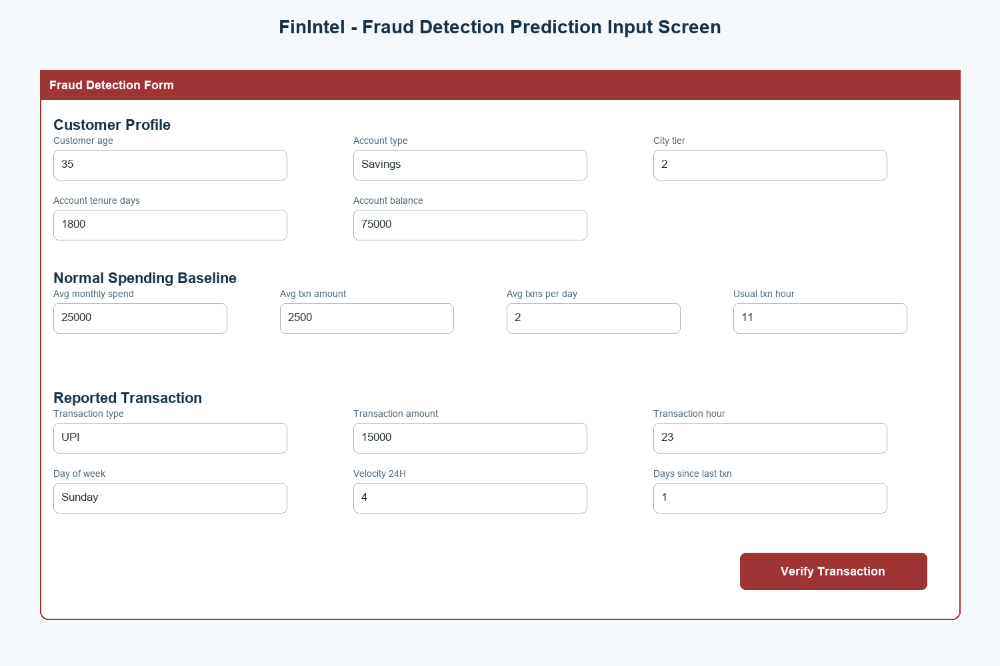 FinIntel - Fraud Detection Prediction Input Screen
Fraud Detection Form
Customer Profile
Customer age Account type City tier
35 Savings 2
Account tenure days Account balance
1800 75000
Normal Spending Baseline
Avg monthly spend Avg txn amount Avg txns per day Usual txn hour
25000 2500 2 11
Reported Transaction
Transaction type Transaction amount Transaction hour
UPI 15000 23
Day of week Velocity 24H Days since last txn
Sunday 4 1
Verify Transaction